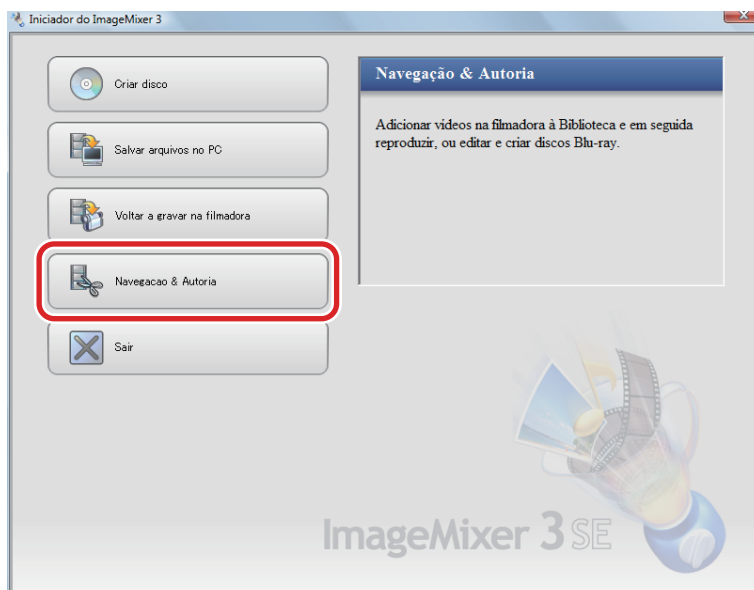 Iniciador do ImageMixer 3
Criar disco
Salvar arquivos no PC
Voltar a gravar na filmadora
Navegacao & Autoria
Sair
Navegação & Autoria
Adicionar vídeos na filmadora à Biblioteca e em seguida
reproduzir, ou editar e criar discos Blu-ray.
ImageMixer 3 SE